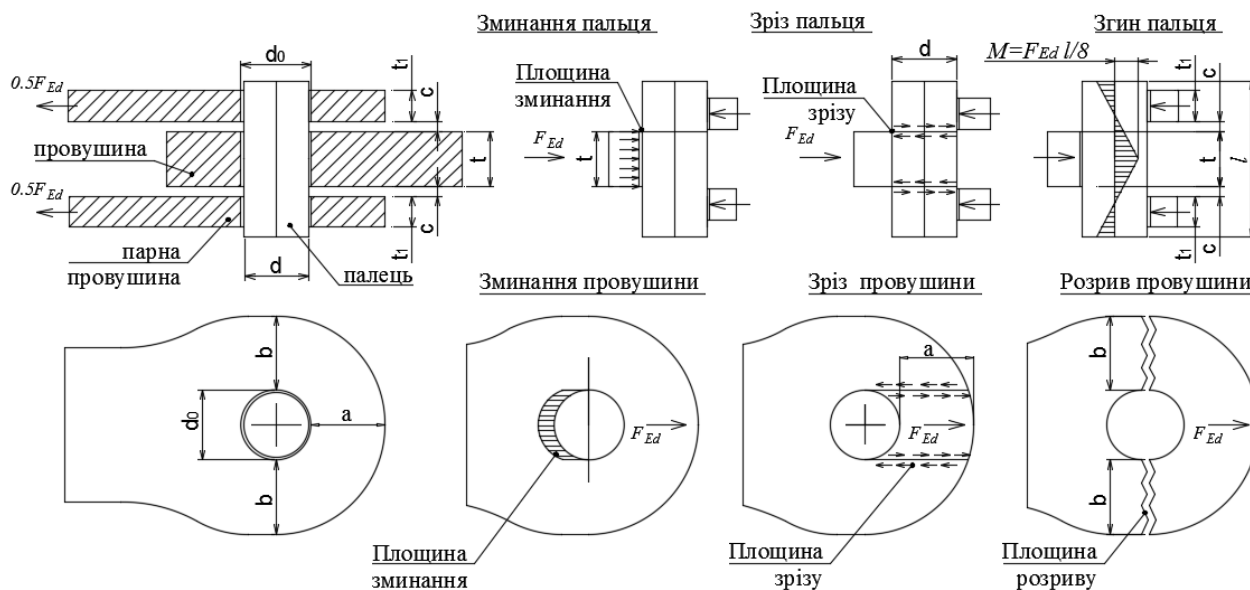 Зминання пальця
Зріз пальця
Згин пальця
d0
0.5FEd
t1
c
провушина
t
0.5FEd
c
парна
провушина
t1
d
палець
Площина
зминання
FEd
t
d
Площина
зрізу
FEd
M=FEd l/8
t1
c
t
l
t1
c
Зминання провушини
Зріз провушини
Розрив провушини
b
d0
a
b
FEd
Площина
зминання
a
FEd
Площина
зрізу
b
FEd
b
Площина
розриву